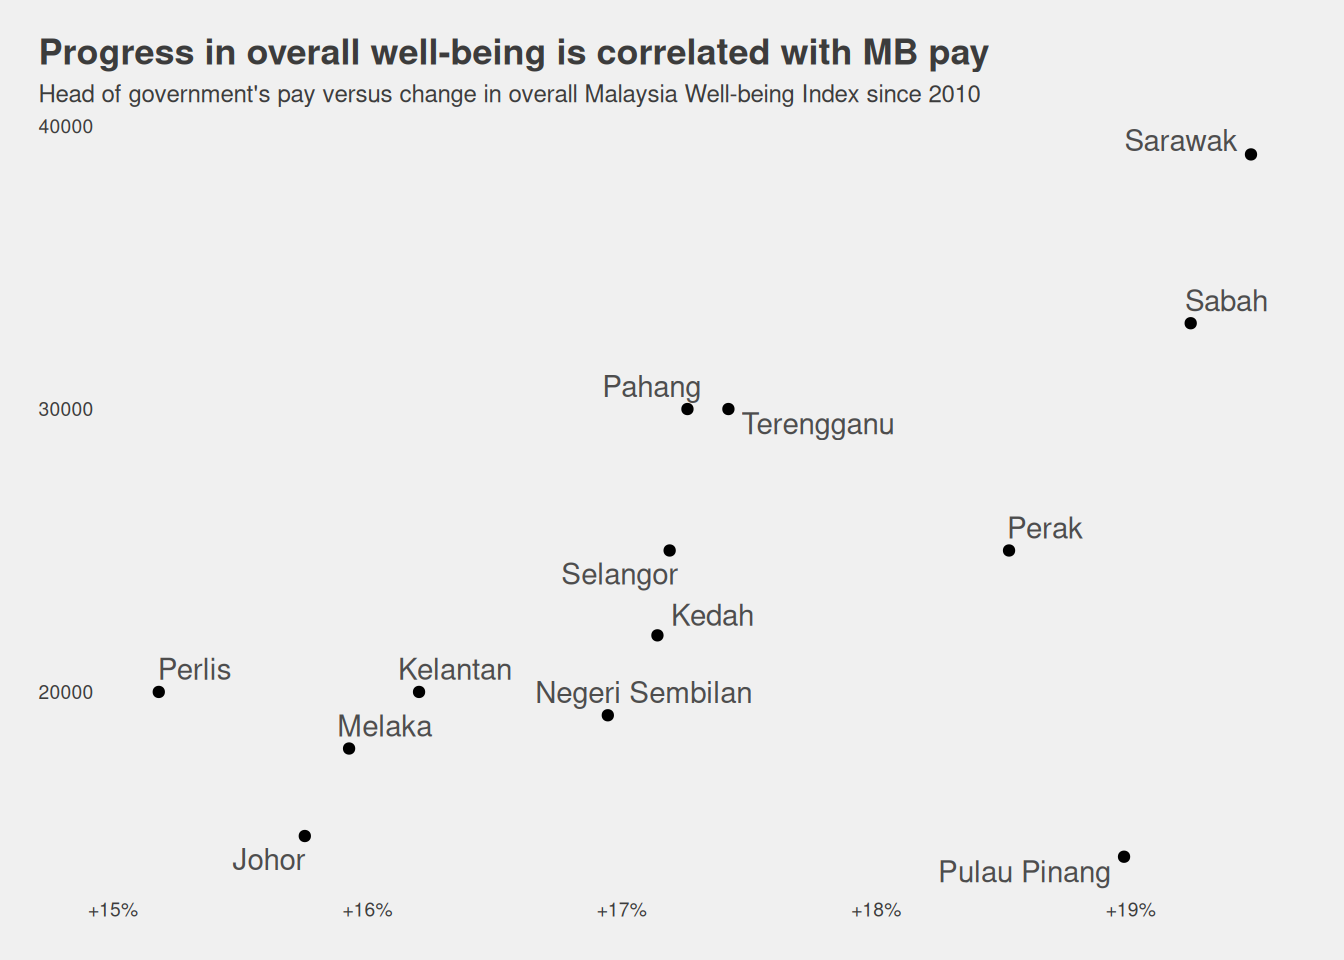 Progress in overall well-being is correlated with MB pay
Head of government's pay versus change in overall Malaysia Well-being Index since 2010
40000
Sarawak
Sabah
Pahang
30000
Terengganu
Perak
Selangor
Kedah
Perlis
Kelantan
20000
Negeri Sembilan
Melaka
Johor
Pulau Pinang
+15% +16% +17% +18% +19%